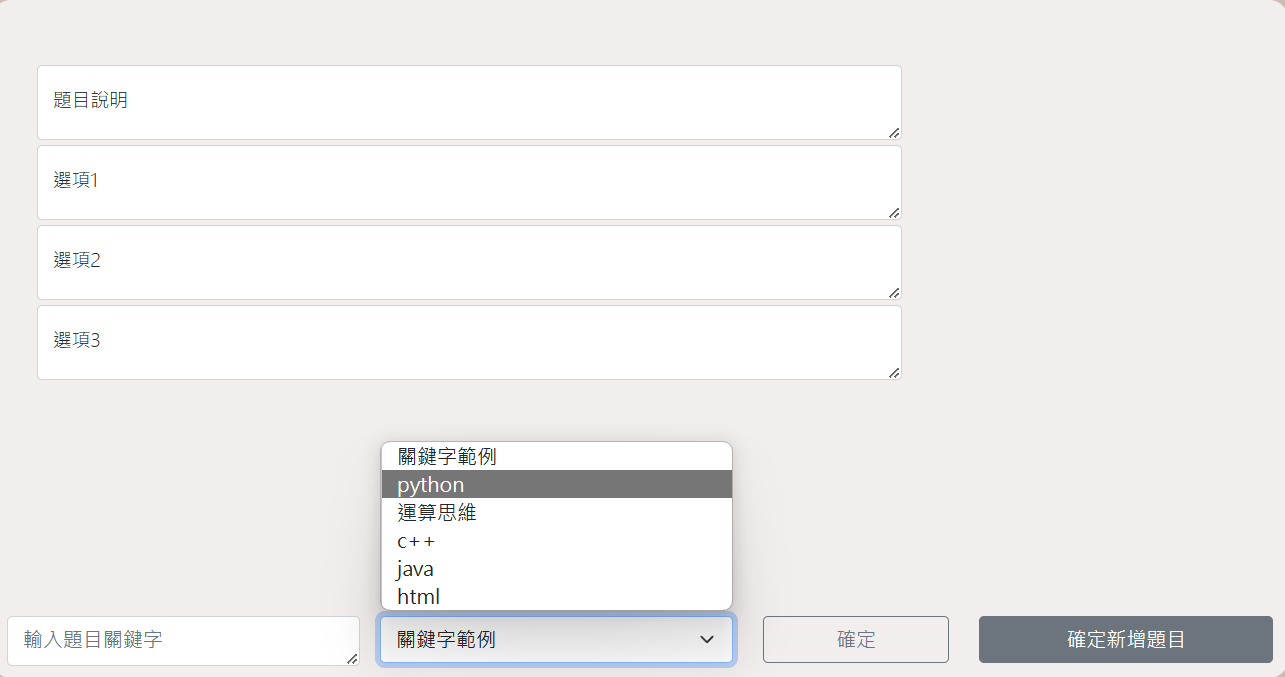 題目說明
選項1
選項2
選項3
關鍵字範例
python
運算思維
c++
java
html
輸入題目關鍵字
關鍵字範例
確定
確定新增題目